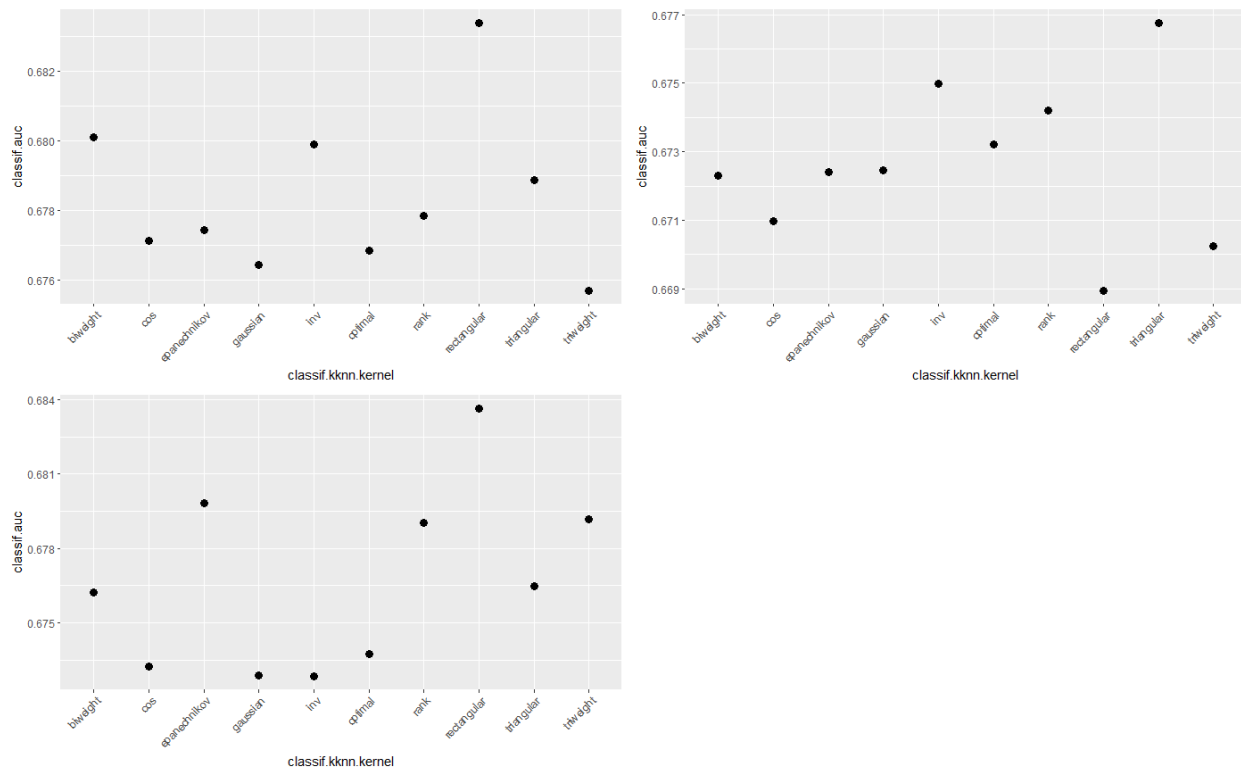 classif.auc
0.682
0.680
0.678
0.676
biweight
cos
epanechnikov
gaussian
inv
optimal
rank
rectangular
triangular
triweight
classif.kknn.kernel
classif.auc
0.677
0.675
0.673
0.671
0.669
biweight
cos
epanechnikov
gaussian
inv
optimal
rank
rectangular
triangular
triweight
classif.kknn.kernel
classif.auc
0.684
0.681
0.678
0.675
biweight
cos
epanechnikov
gaussian
inv
optimal
rank
rectangular
triangular
triweight
classif.kknn.kernel